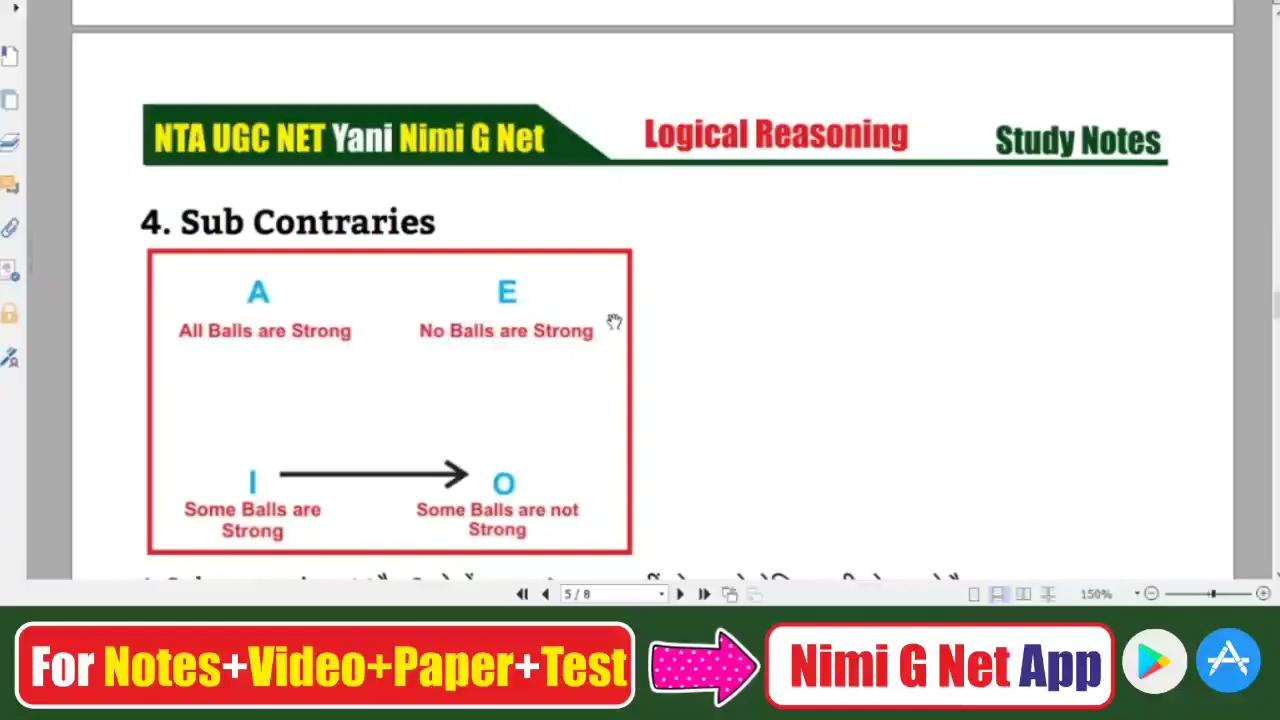 NTA UGC NET Yani Nimi G Net
Logical Reasoning
Study Notes
4. Sub Contraries
A
E
All Balls are Strong
No Balls are Strong
I
O
Some Balls are
Strong
Some Balls are not
Strong
5 / 8
150%
For Notes+Video+Paper+Test
Nimi G Net App